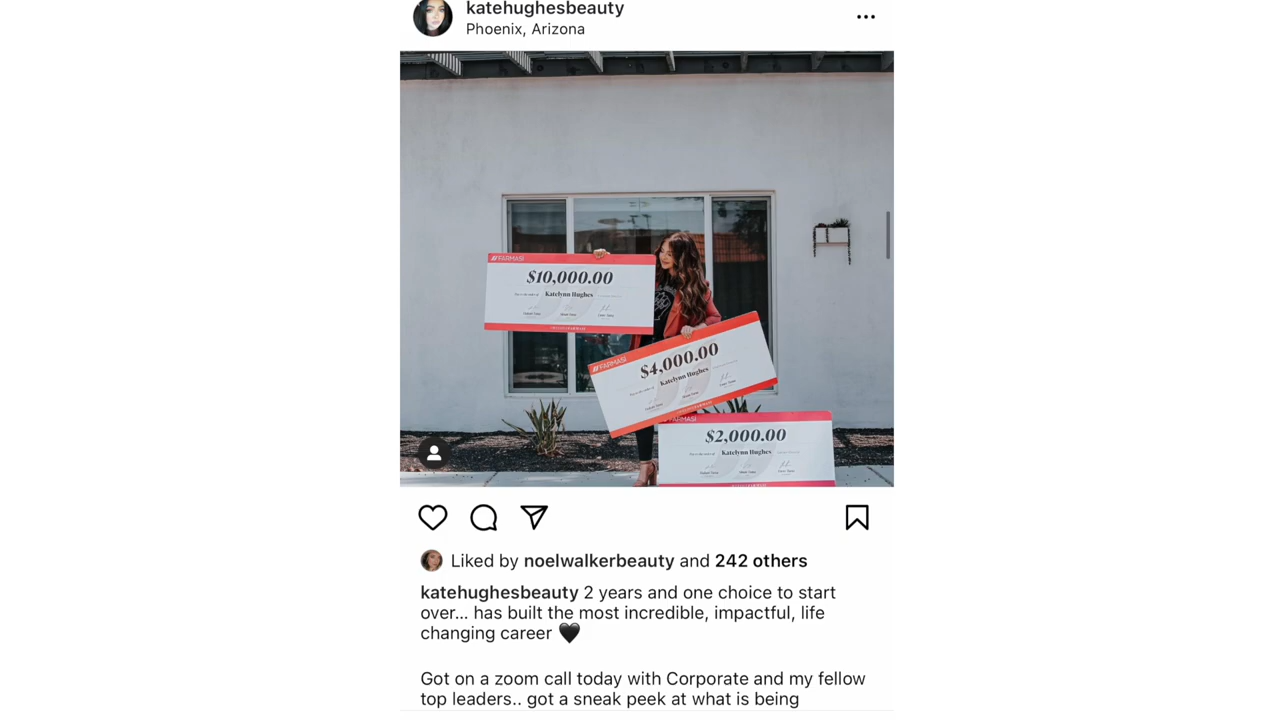 katehughesbeauty
Phoenix, Arizona
FARMASI
$10,000.00
Katelynn Hughes
FARMASI
$4,000.00
Katelynn Hughes
FARMASI
$2,000.00
Katelynn Hughes
Liked by noelwalkerbeauty and 242 others
katehughesbeauty 2 years and one choice to start
over... has built the most incredible, impactful, life
changing career 🖤
Got on a zoom call today with Corporate and my fellow
top leaders.. got a sneak peek at what is being